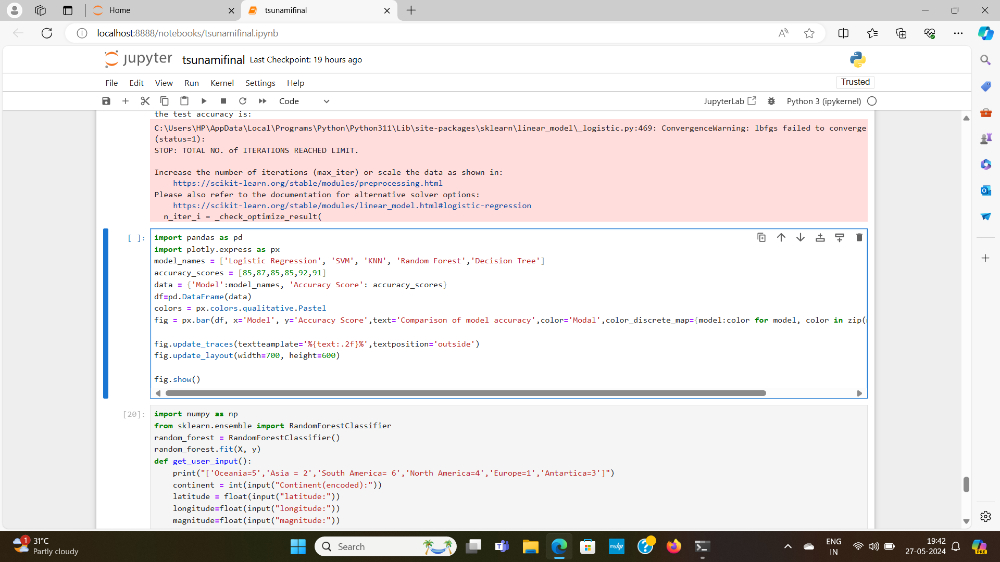 Home
tsunamifinal
localhost:8888/notebooks/tsunamifinal.ipynb
jupyter tsunamifinal Last Checkpoint: 19 hours ago
File Edit View Run Kernel Settings Help
Trusted
Code
JupyterLab
Python 3 (ipykernel)
the test accuracy is:
C:\Users\HP\AppData\Local\Programs\Python\Python311\Lib\site-packages\sklearn\linear_model\_logistic.py:469: ConvergenceWarning: lbfgs failed to converge
(status=1):
STOP: TOTAL NO. of ITERATIONS REACHED LIMIT.
Increase the number of iterations (max_iter) or scale the data as shown in:
https://scikit-learn.org/stable/modules/preprocessing.html
Please also refer to the documentation for alternative solver options:
https://scikit-learn.org/stable/modules/linear_model.html#logistic-regression
n_iter_i = _check_optimize_result(
[ ]:
import pandas as pd
import plotly.express as px
model_names = ['Logistic Regression', 'SVM', 'KNN', 'Random Forest','Decision Tree']
accuracy_scores = [85,87,85,85,92,91]
data = {'Model':model_names, 'Accuracy Score': accuracy_scores}
df=pd.DataFrame(data)
colors = px.colors.qualitative.Pastel
fig = px.bar(df, x='Model', y='Accuracy Score',text='Comparison of model accuracy',color='Modal',color_discrete_map={model:color for model, color in zip(
fig.update_traces(textteamplate='%{text:.2f}%',textposition='outside')
fig.update_layout(width=700, height=600)
fig.show()
[20]:
import numpy as np
from sklearn.ensemble import RandomForestClassifier
random_forest = RandomForestClassifier()
random_forest.fit(X, y)
def get_user_input():
print("['Oceania=5','Asia = 2','South America= 6','North America=4','Europe=1','Antartica=3']")
continent = int(input("Continent(encoded):"))
latitude = float(input("latitude:"))
longitude=float(input("longitude:"))
magnitude=float(input("magnitude:"))
1
31°C
Partly cloudy
Search
myhp
ENG
IN
19:42
27-05-2024
PRE